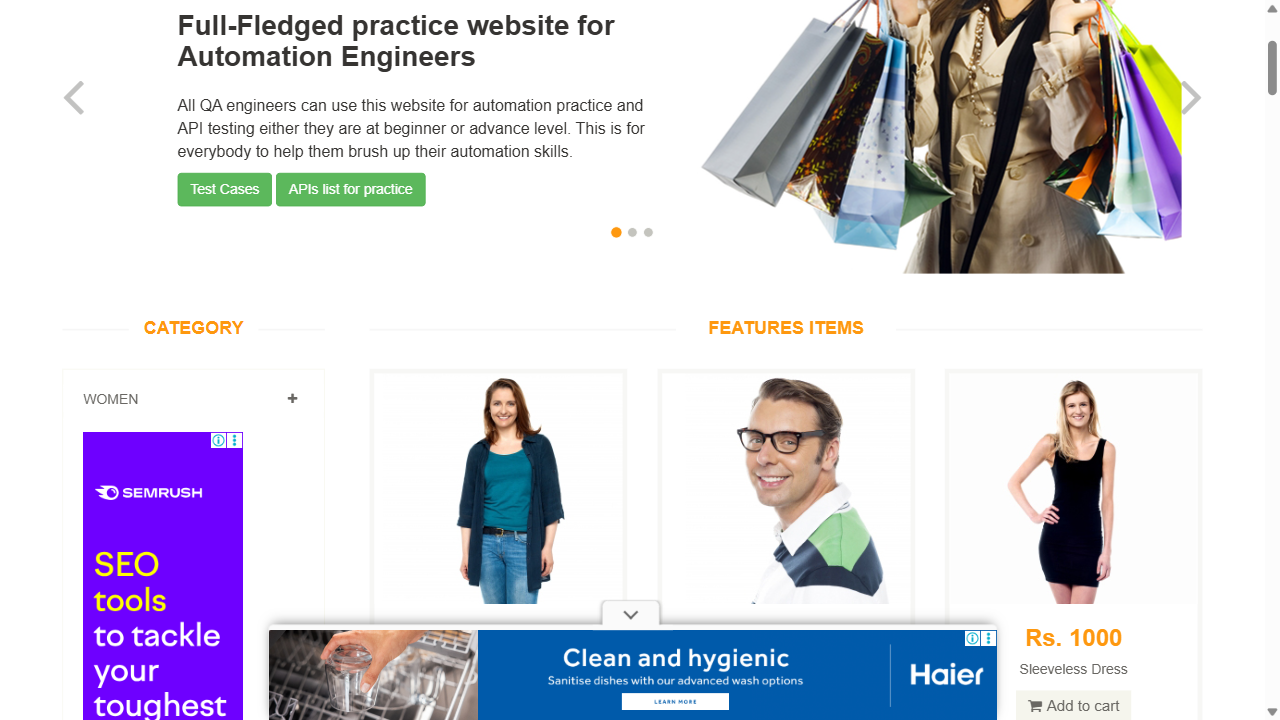 Full-Fledged practice website for
Automation Engineers
All QA engineers can use this website for automation practice and
API testing either they are at beginner or advance level. This is for
everybody to help them brush up their automation skills.
Test Cases
APIs list for practice
CATEGORY
FEATURES ITEMS
WOMEN
SEMRUSH
SEO
tools
to tackle
your
toughest
Clean and hygienic
Sanitise dishes with our advanced wash options
LEARN MORE
Haier
Rs. 1000
Sleeveless Dress
Add to cart